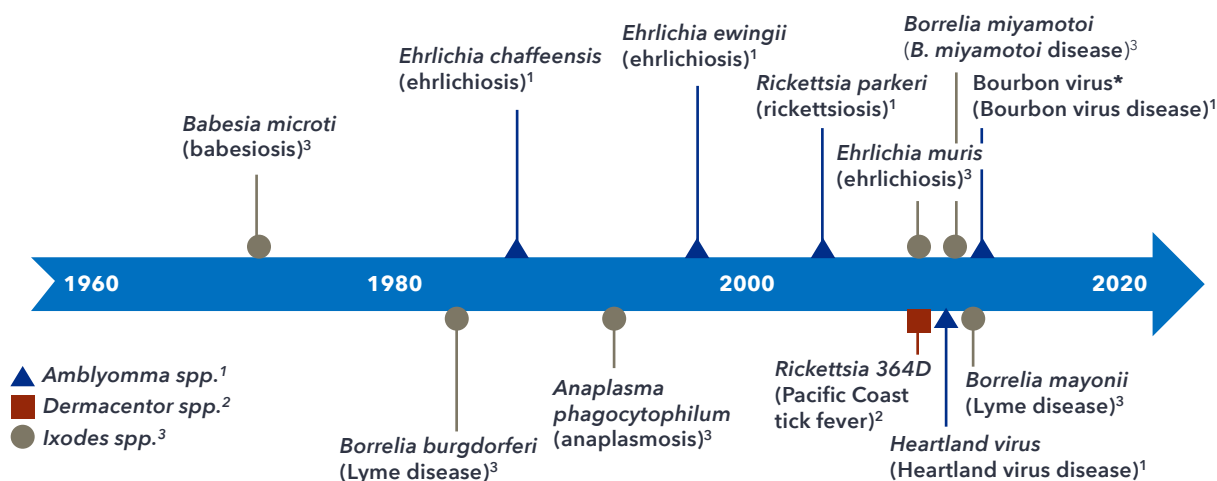 Babesia microti
(babesiosis)³
Ehrlichia chaffeensis
(ehrlichiosis)¹
Ehrlichia ewingii
(ehrlichiosis)¹
Rickettsia parkeri
(rickettsiosis)¹
Ehrlichia muris
(ehrlichiosis)³
Borrelia miyamotoi
(B. miyamotoi disease)³
Bourbon virus*
(Bourbon virus disease)¹
1960
1980
2000
2020
Amblyomma spp.¹
Dermacentor spp.²
Ixodes spp.³
Borrelia burgdorferi
(Lyme disease)³
Anaplasma
phagocytophilum
(anaplasmosis)³
Rickettsia 364D
(Pacific Coast
tick fever)²
Heartland virus
(Heartland virus disease)¹
Borrelia mayonii
(Lyme disease)³